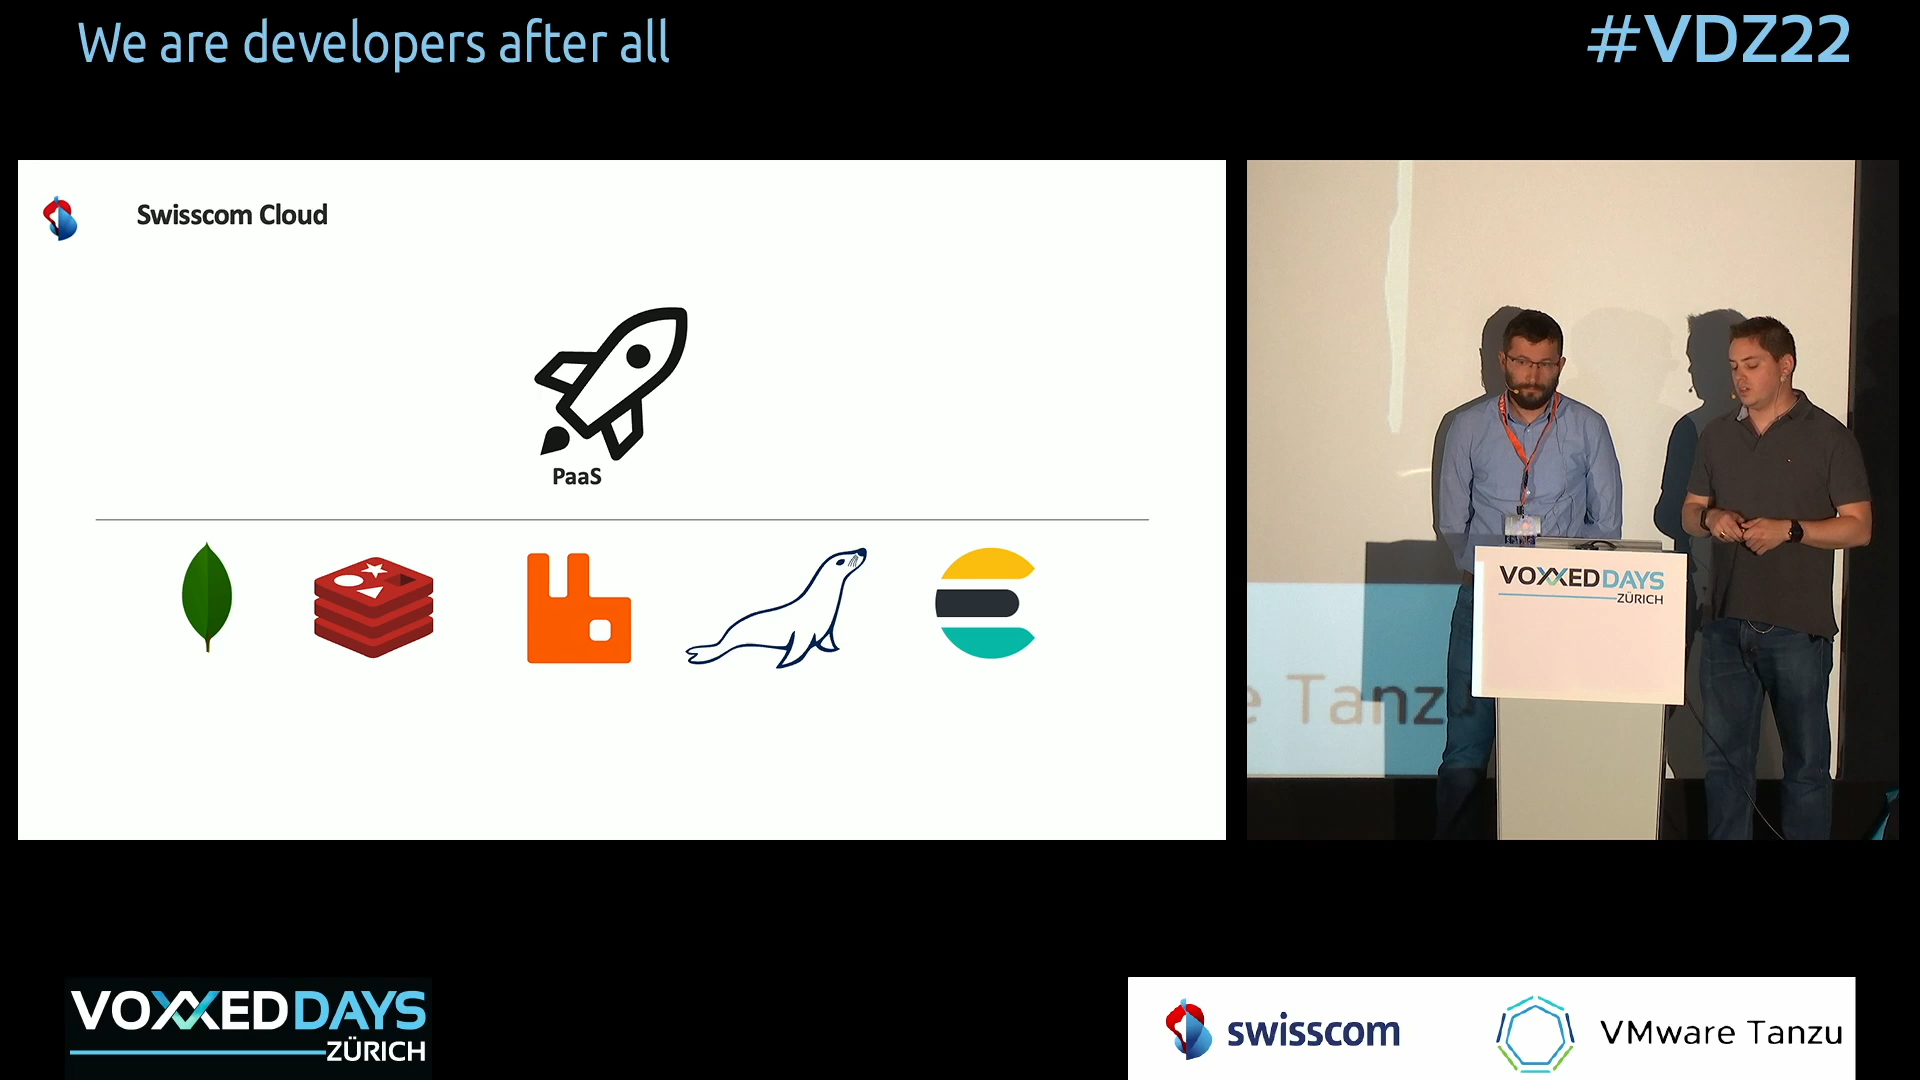 We are developers after all
#VDZ22
Swisscom Cloud
PaaS
VOXXED DAYS
ZÜRICH
e Tanz
VOXXED DAYS
ZÜRICH
swisscom
VMware Tanzu